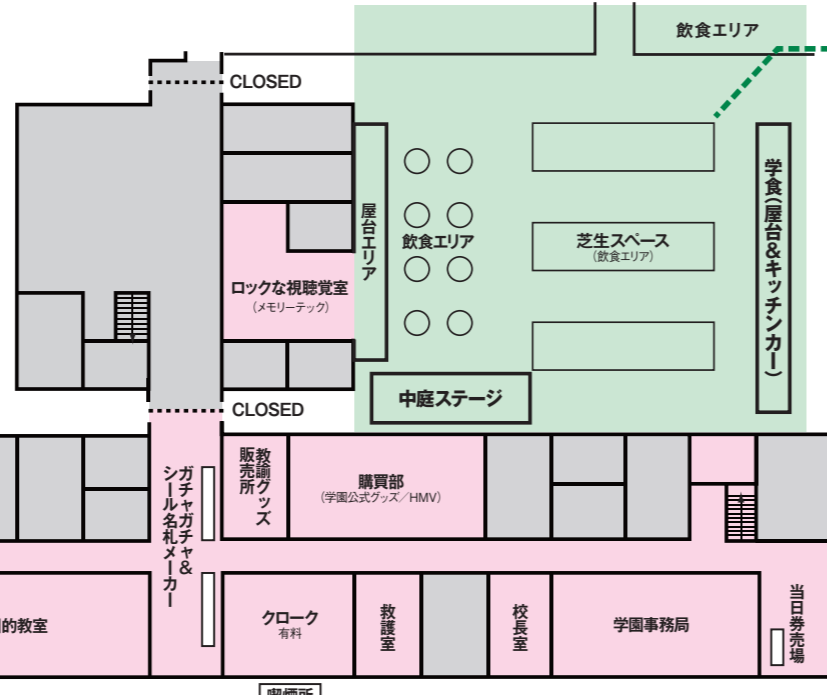 飲食エリア
CLOSED
屋台エリア
飲食エリア
芝生スペース
(飲食エリア)
学食(屋台&キッチンカー)
ロックな視聴覚室
(メモリーテック)
中庭ステージ
CLOSED
ガチャガチャ&
シール名札メーカー
教諭グッズ
販売所
購買部
(学園公式グッズ/HMV)
的教室
クローク
有料
救護室
校長室
学園事務局
当日券売場
喫煙所